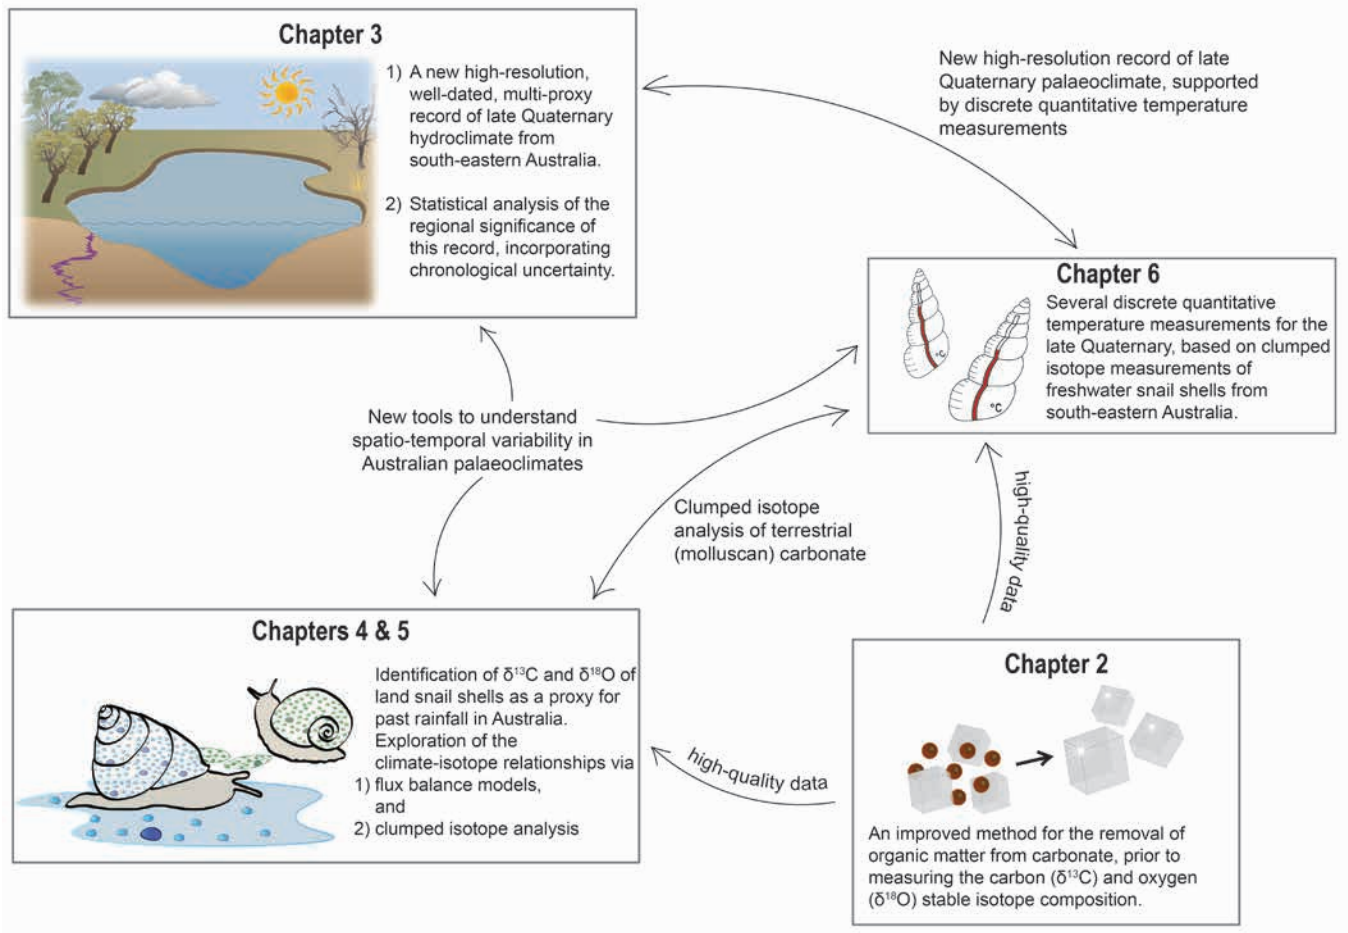 Chapter 3
1) A new high-resolution,
well-dated, multi-proxy
record of late Quaternary
hydroclimate from
south-eastern Australia.
2) Statistical analysis of the
regional significance of
this record, incorporating
chronological uncertainty.
New high-resolution record of late
Quaternary palaeoclimate, supported
by discrete quantitative temperature
measurements
Chapter 6
Several discrete quantitative
temperature measurements for the
late Quaternary, based on clumped
isotope measurements of
freshwater snail shells from
south-eastern Australia.
°C
°C
New tools to understand
spatio-temporal variability in
Australian palaeoclimates
Clumped isotope
analysis of terrestrial
(molluscan) carbonate
high-quality data
Chapters 4 & 5
Identification of δ¹³C and δ¹⁸O of
land snail shells as a proxy for
past rainfall in Australia.
Exploration of the
climate-isotope relationships via
1) flux balance models,
and
2) clumped isotope analysis
high-quality data
Chapter 2
An improved method for the removal of
organic matter from carbonate, prior to
measuring the carbon (δ¹³C) and oxygen
(δ¹⁸O) stable isotope composition.